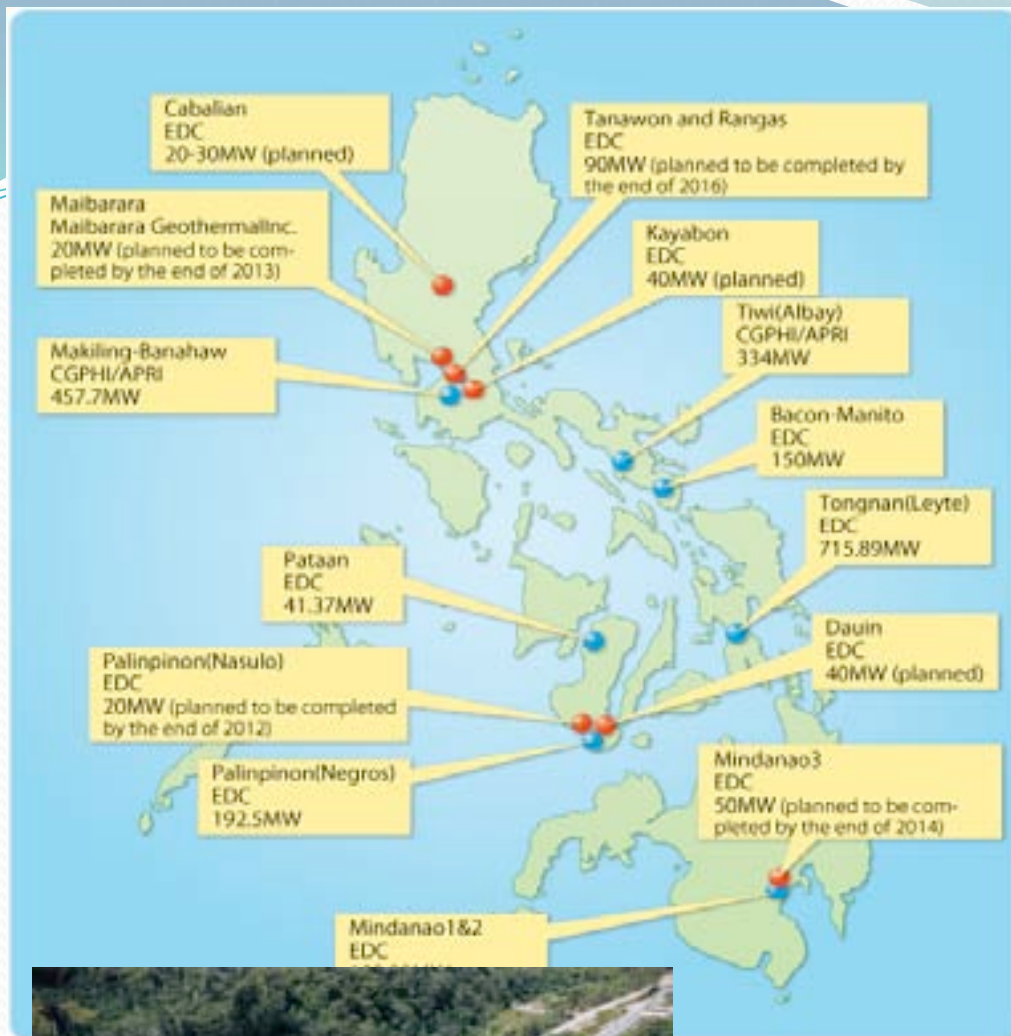 Cabalian
EDC
20-30MW (planned)
Tanawon and Rangas
EDC
90MW (planned to be completed by
the end of 2016)
Maibarara
Maibarara GeothermalInc.
20MW (planned to be com-
pleted by the end of 2013)
Kayabon
EDC
40MW (planned)
Tiwi(Albay)
CGPHI/APRI
334MW
Makiling-Banahaw
CGPHI/APRI
457.7MW
Bacon-Manito
EDC
150MW
Tongnan(Leyte)
EDC
715.89MW
Pataan
EDC
41.37MW
Dauin
EDC
40MW (planned)
Palinpinon(Nasulo)
EDC
20MW (planned to be completed
by the end of 2012)
Palinpinon(Negros)
EDC
192.5MW
Mindanao3
EDC
50MW (planned to be com-
pleted by the end of 2014)
Mindanao1&2
EDC